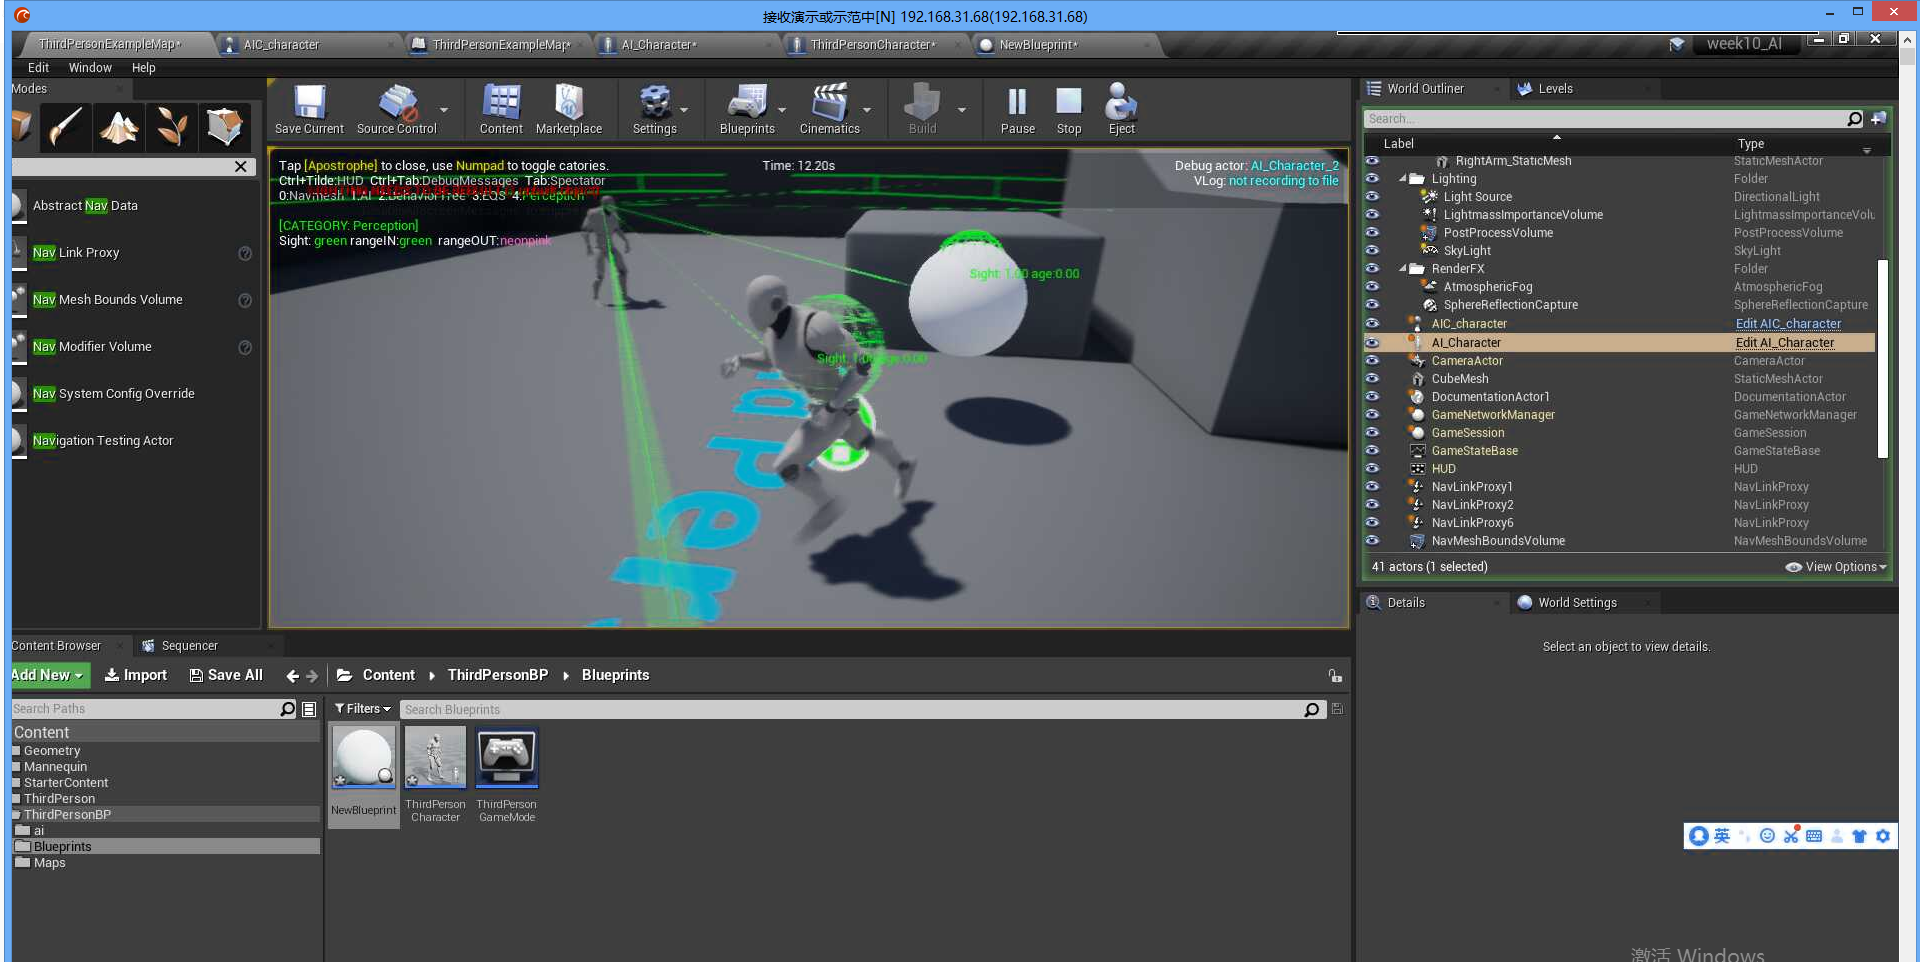 接收演示或示范中[N] 192.168.31.68(192.168.31.68)
ThirdPersonExampleMap*
AIC_character
ThirdPersonExampleMap*
AI_Character*
ThirdPersonCharacter*
NewBlueprint*
week10_AI
Edit Window Help
Modes
Save Current
Source Control
Content
Marketplace
Settings
Blueprints
Cinematics
Build
Pause
Stop
Eject
Abstract Nav Data
Nav Link Proxy
Nav Mesh Bounds Volume
Nav Modifier Volume
Nav System Config Override
Navigation Testing Actor
Tap [Apostrophe] to close, use Numpad to toggle catories.
Ctrl+Tilde:HUD Ctrl+Tab:DebugMessages Tab:Spectator
0:Navmesh 1:AI 2:BehaviorTree 3:EQS 4:Perception
[CATEGORY: Perception]
Sight: green rangeIN:green rangeOUT:neonpink
Time: 12.20s
Debug actor: AI_Character_2
VLog: not recording to file
Sight: 1.00 age:0.00
Sight: 1.00 age:0.00
World Outliner
Levels
Search...
Label Type
RightArm_StaticMesh StaticMeshActor
Lighting Folder
Light Source DirectionalLight
LightmassImportanceVolume LightmassImportanceVolu
PostProcessVolume PostProcessVolume
SkyLight SkyLight
RenderFX Folder
AtmosphericFog AtmosphericFog
SphereReflectionCapture SphereReflectionCapture
AIC_character Edit AIC_character
AI_Character Edit AI_Character
CameraActor CameraActor
CubeMesh StaticMeshActor
DocumentationActor1 DocumentationActor
GameNetworkManager GameNetworkManager
GameSession GameSession
GameStateBase GameStateBase
HUD HUD
NavLinkProxy1 NavLinkProxy
NavLinkProxy2 NavLinkProxy
NavLinkProxy6 NavLinkProxy
NavMeshBoundsVolume NavMeshBoundsVolume
41 actors (1 selected)
View Options
Details
World Settings
Select an object to view details.
Content Browser
Sequencer
Add New
Import
Save All
Content
ThirdPersonBP
Blueprints
Search Paths
Filters
Search Blueprints
Content
Geometry
Mannequin
StarterContent
ThirdPerson
ThirdPersonBP
ai
Blueprints
Maps
NewBlueprint
ThirdPerson
Character
ThirdPerson
GameMode
英
激活 Windows